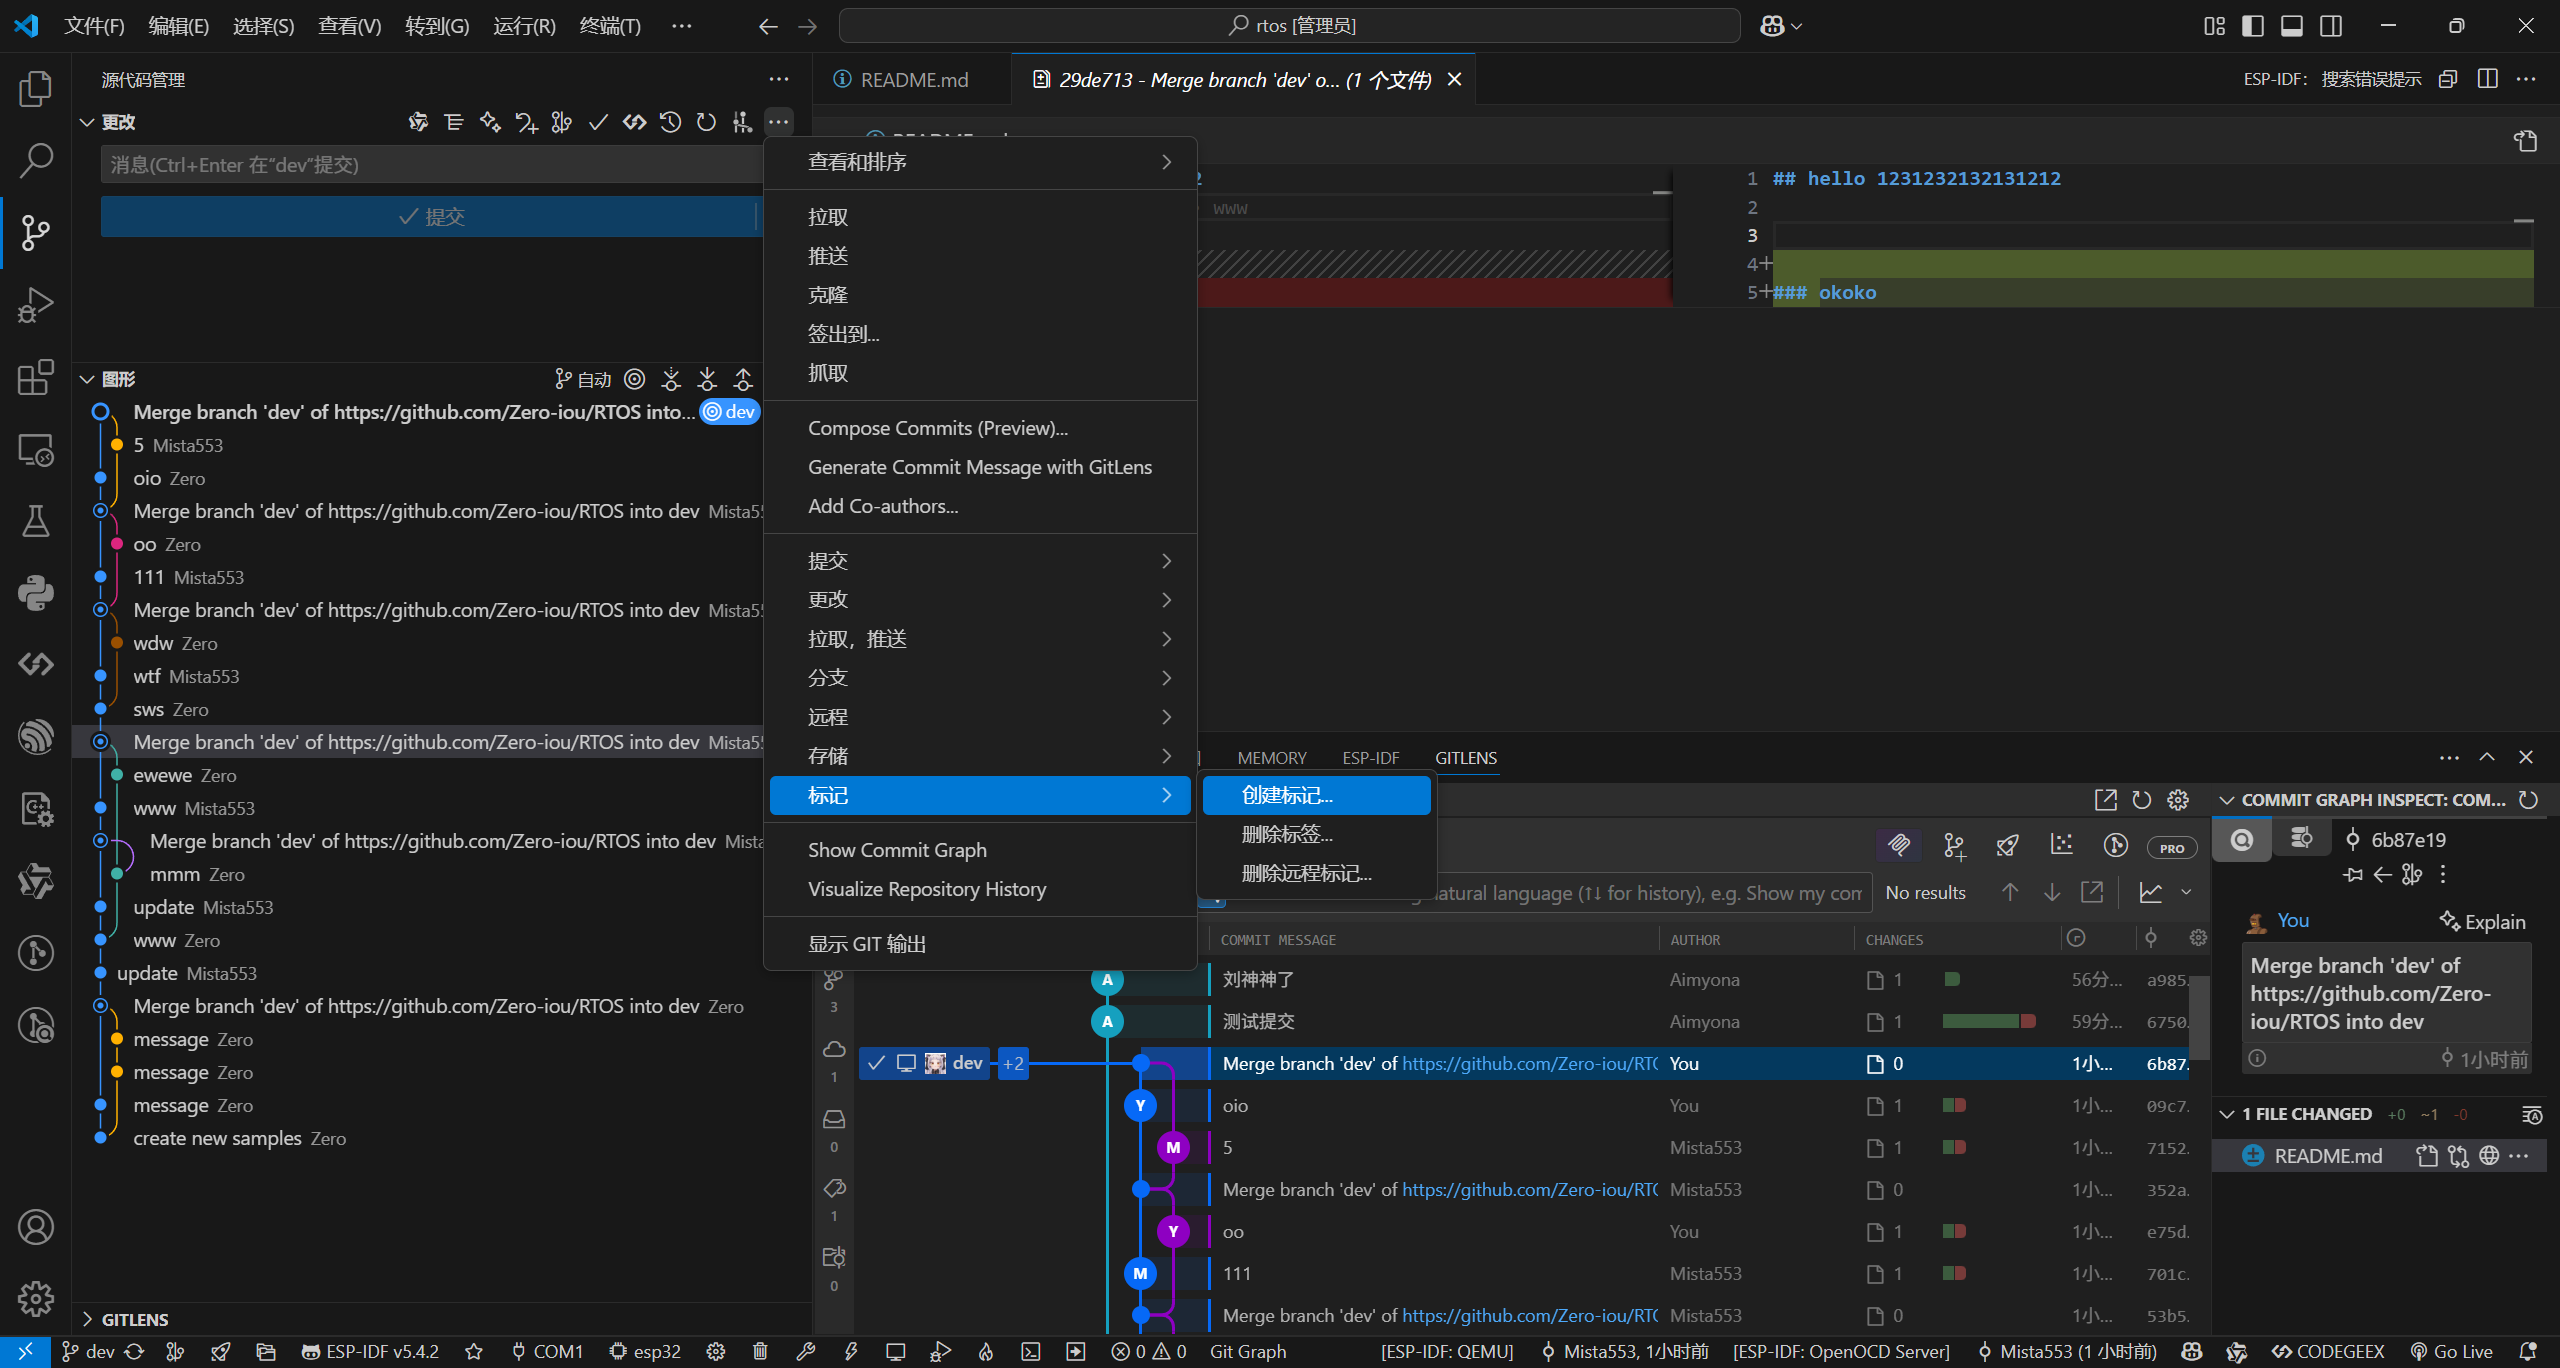 文件(F) 编辑(E) 选择(S) 查看(V) 转到(G) 运行(R) 终端(T) ··· rtos [管理员]
源代码管理
README.md
29de713 - Merge branch 'dev' o... (1 个文件)
ESP-IDF: 搜索错误提示
更改
消息(Ctrl+Enter 在“dev”提交)
提交
查看和排序
拉取
推送
克隆
签出到...
抓取
Compose Commits (Preview)...
Generate Commit Message with GitLens
Add Co-authors...
提交
更改
拉取，推送
分支
远程
存储
标记
Show Commit Graph
Visualize Repository History
显示 GIT 输出
创建标记...
删除标签...
删除远程标记...
www
1 ## hello 1231232132131212
2
3
4+
5+### okoko
图形
自动
Merge branch 'dev' of https://github.com/Zero-iou/RTOS into... dev
5 Mista553
oio Zero
Merge branch 'dev' of https://github.com/Zero-iou/RTOS into dev Mista5
oo Zero
111 Mista553
Merge branch 'dev' of https://github.com/Zero-iou/RTOS into dev Mista5
wdw Zero
wtf Mista553
sws Zero
Merge branch 'dev' of https://github.com/Zero-iou/RTOS into dev Mista5
ewewe Zero
www Mista553
Merge branch 'dev' of https://github.com/Zero-iou/RTOS into dev Mista
mmm Zero
update Mista553
www Zero
update Mista553
Merge branch 'dev' of https://github.com/Zero-iou/RTOS into dev Zero
message Zero
message Zero
message Zero
create new samples Zero
GITLENS
MEMORY ESP-IDF GITLENS
PRO
atural language (↑↓ for history), e.g. Show my com
No results
COMMIT MESSAGE AUTHOR CHANGES
3
1
0
1
0
A 刘神神了 Aimyona 1 56分... a985.
A 测试提交 Aimyona 1 59分... 6750.
dev +2 Merge branch 'dev' of https://github.com/Zero-iou/RT You 0 1小... 6b87.
Y oio You 1 1小... 09c7.
M 5 Mista553 1 1小... 7152.
Merge branch 'dev' of https://github.com/Zero-iou/RT Mista553 0 1小... 352a.
Y oo You 1 1小... e75d.
M 111 Mista553 1 1小... 701c.
Merge branch 'dev' of https://github.com/Zero-iou/RT Mista553 0 1小... 53b5.
COMMIT GRAPH INSPECT: COM...
6b87e19
You
Explain
Merge branch 'dev' of
https://github.com/Zero-
iou/RTOS into dev
1小时前
1 FILE CHANGED +0 ~1 -0
README.md
dev ESP-IDF v5.4.2 COM1 esp32 0 0 Git Graph [ESP-IDF: QEMU] Mista553, 1小时前 [ESP-IDF: OpenOCD Server] Mista553 (1 小时前) CODEGEEX Go Live